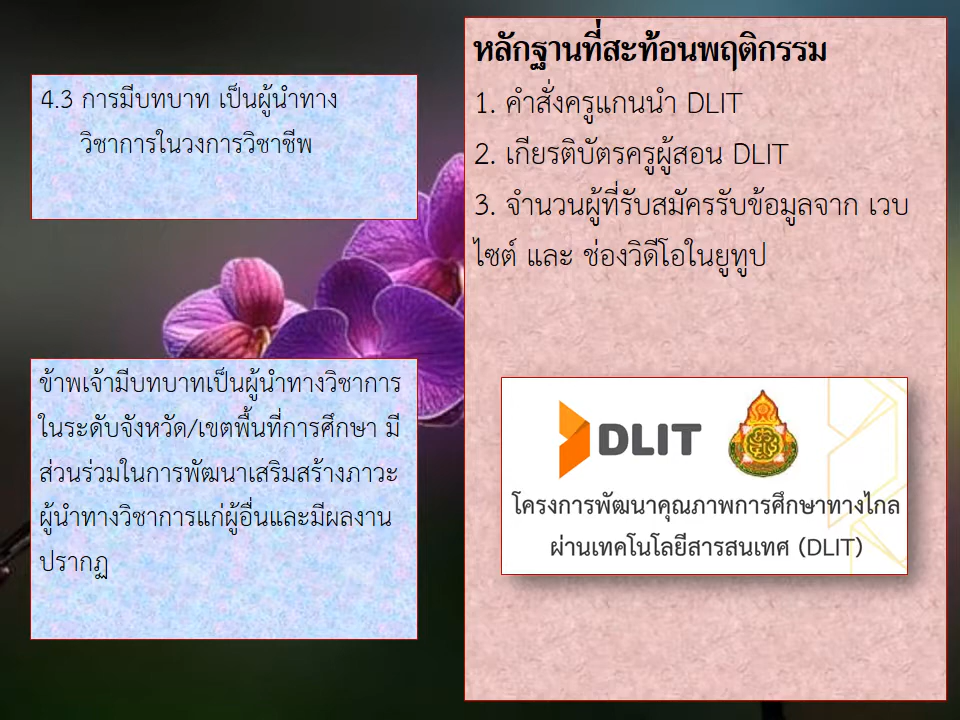 4.3 การมีบทบาท เป็นผู้นำทาง
วิชาการในวงการวิชาชีพ
ข้าพเจ้ามีบทบาทเป็นผู้นำทางวิชาการ
ในระดับจังหวัด/เขตพื้นที่การศึกษา มี
ส่วนร่วมในการพัฒนาเสริมสร้างภาวะ
ผู้นำทางวิชาการแก่ผู้อื่นและมีผลงาน
ปรากฏ
หลักฐานที่สะท้อนพฤติกรรม
1. คำสั่งครูแกนนำ DLIT
2. เกียรติบัตรครูผู้สอน DLIT
3. จำนวนผู้ที่รับสมัครรับข้อมูลจาก เวบ
ไซต์ และ ช่องวิดีโอในยูทูป
DLIT
โครงการพัฒนาคุณภาพการศึกษาทางไกล
ผ่านเทคโนโลยีสารสนเทศ (DLIT)